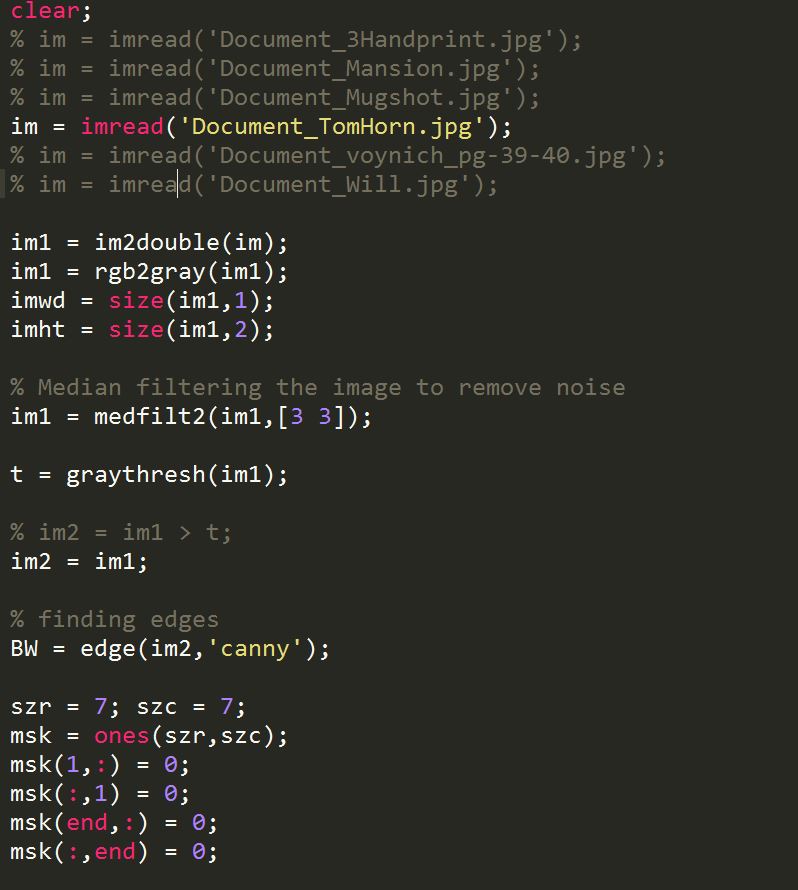 clear;
% im = imread('Document_3Handprint.jpg');
% im = imread('Document_Mansion.jpg');
% im = imread('Document_Mugshot.jpg');
im = imread('Document_TomHorn.jpg');
% im = imread('Document_voynich_pg-39-40.jpg');
% im = imread('Document_Will.jpg');
im1 = im2double(im);
im1 = rgb2gray(im1);
imwd = size(im1,1);
imht = size(im1,2);
% Median filtering the image to remove noise
im1 = medfilt2(im1,[3 3]);
t = graythresh(im1);
% im2 = im1 > t;
im2 = im1;
% finding edges
BW = edge(im2,'canny');
szr = 7; szc = 7;
msk = ones(szr,szc);
msk(1,:) = 0;
msk(:,1) = 0;
msk(end,:) = 0;
msk(:,end) = 0;